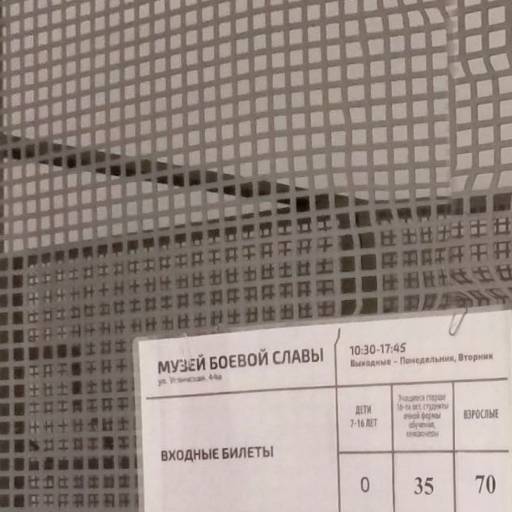 МУЗЕЙ БОЕВОЙ СЛАВЫ
ул. Угличская, 44а
10:30-17:45
Выходные – Понедельник, Вторник
ВХОДНЫЕ БИЛЕТЫ
ДЕТИ
7-16 ЛЕТ
Учащиеся старше
16-ти лет, студенты
очной формы
обучения,
пенсионеры
ВЗРОСЛЫЕ
0
35
70